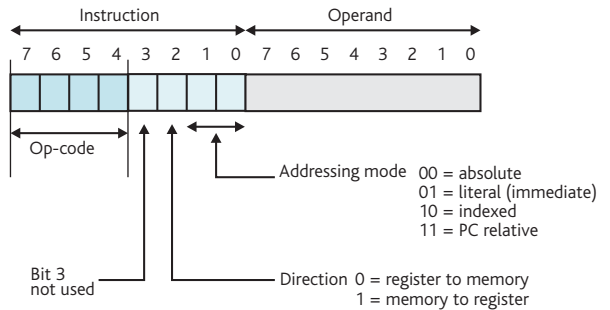 Instruction Operand
7 6 5 4 3 2 1 0 7 6 5 4 3 2 1 0
Op-code
Addressing mode 00 = absolute
01 = literal (immediate)
10 = indexed
11 = PC relative
Bit 3
not used
Direction 0 = register to memory
1 = memory to register